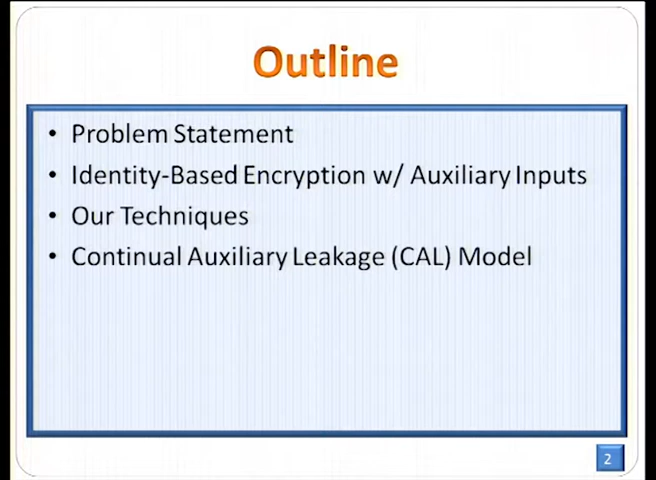 Outline
• Problem Statement
• Identity-Based Encryption w/ Auxiliary Inputs
• Our Techniques
• Continual Auxiliary Leakage (CAL) Model
2